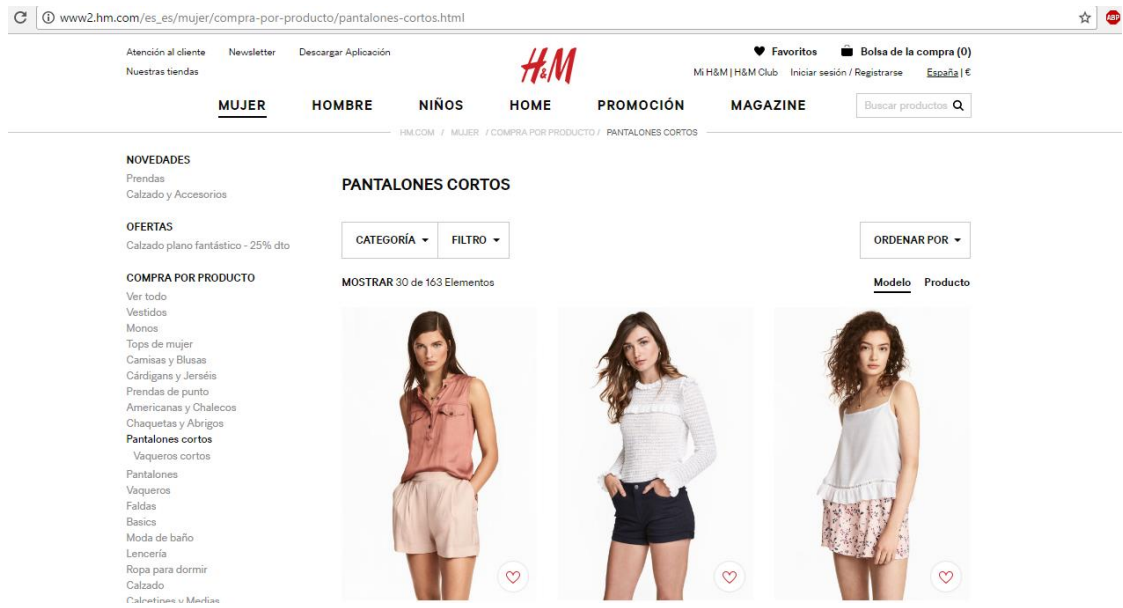 www2.hm.com/es_es/mujer/compra-por-producto/pantalones-cortos.html
ABP
Atención al cliente Newsletter Descargar Aplicación
Nuestras tiendas
H&M
Favoritos Bolsa de la compra (0)
Mi H&M | H&M Club Iniciar sesión / Registrarse España | €
MUJER HOMBRE NIÑOS HOME PROMOCIÓN MAGAZINE
Buscar productos
HM.COM / MUJER / COMPRA POR PRODUCTO / PANTALONES CORTOS
NOVEDADES
Prendas
Calzado y Accesorios
OFERTAS
Calzado plano fantástico - 25% dto
COMPRA POR PRODUCTO
Ver todo
Vestidos
Monos
Tops de mujer
Camisas y Blusas
Cárdigans y Jerséis
Prendas de punto
Americanas y Chalecos
Chaquetas y Abrigos
Pantalones cortos
Vaqueros cortos
Pantalones
Vaqueros
Faldas
Basics
Moda de baño
Lencería
Ropa para dormir
Calzado
Calcetines y Medias
PANTALONES CORTOS
CATEGORÍA FILTRO
ORDENAR POR
MOSTRAR 30 de 163 Elementos
Modelo Producto